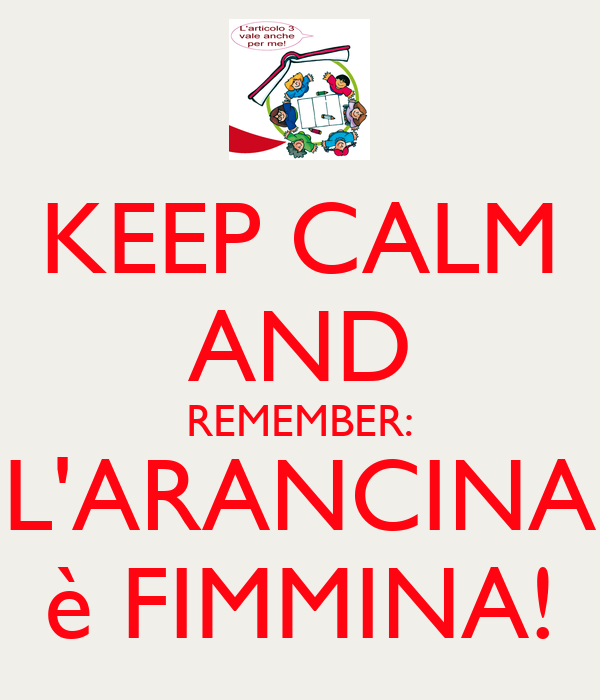 L'articolo 3
vale anche
per me!
KEEP CALM
AND
REMEMBER:
L'ARANCINA
è FIMMINA!